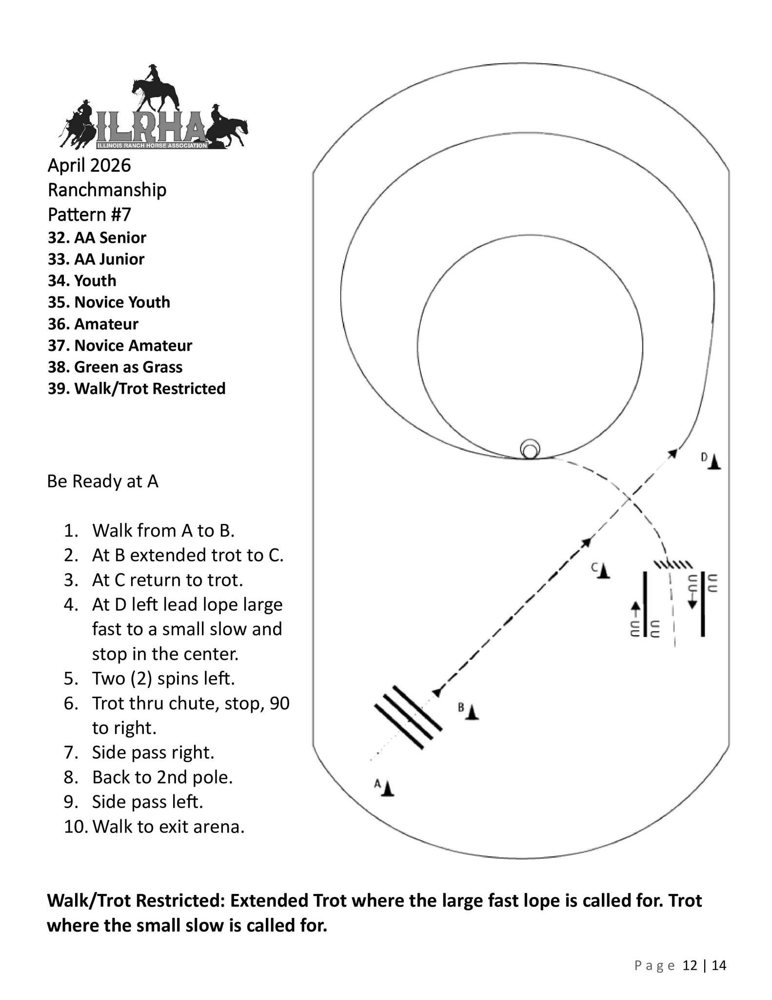 ILRHA
ILLINOIS RANCH HORSE ASSOCIATION
April 2026
Ranchmanship
Pattern #7
32. AA Senior
33. AA Junior
34. Youth
35. Novice Youth
36. Amateur
37. Novice Amateur
38. Green as Grass
39. Walk/Trot Restricted
Be Ready at A
1. Walk from A to B.
2. At B extended trot to C.
3. At C return to trot.
4. At D left lead lope large
fast to a small slow and
stop in the center.
5. Two (2) spins left.
6. Trot thru chute, stop, 90
to right.
7. Side pass right.
8. Back to 2nd pole.
9. Side pass left.
10. Walk to exit arena.
D
C
B
A
Walk/Trot Restricted: Extended Trot where the large fast lope is called for. Trot
where the small slow is called for.
Page 12 | 14